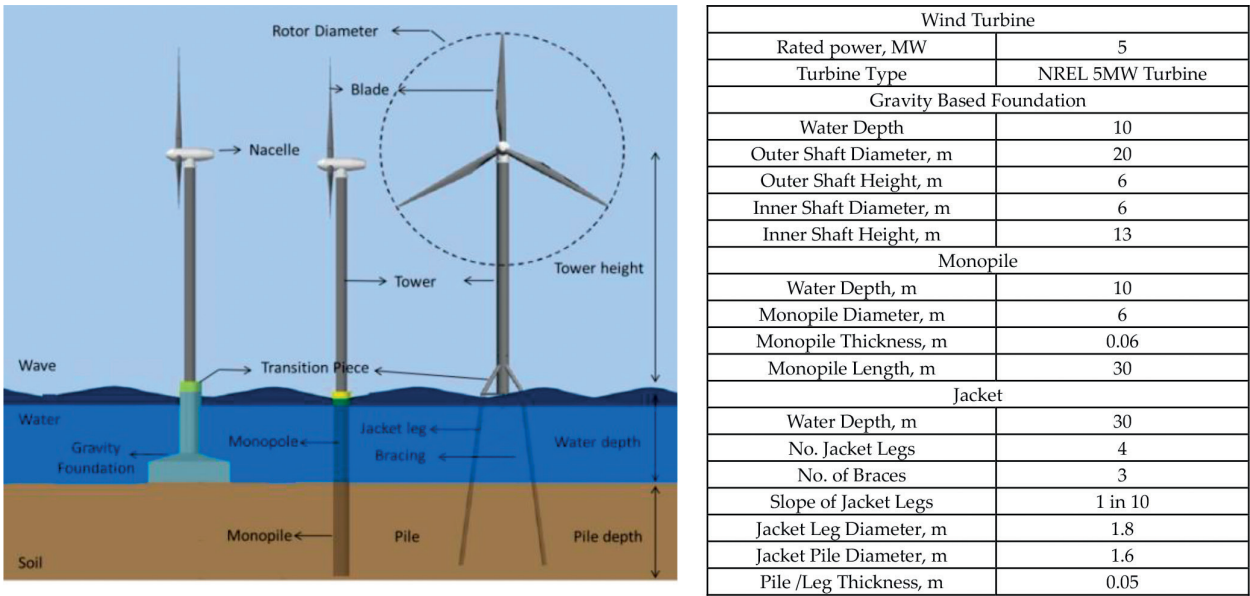 Rotor Diameter
Blade
Nacelle
Tower height
Tower
Wave
Transition Piece
Water
Jacket leg
Gravity
Foundation
Monopole
Water depth
Bracing
Monopile
Pile
Pile depth
Soil
Wind Turbine
Rated power, MW 5
Turbine Type NREL 5MW Turbine
Gravity Based Foundation
Water Depth 10
Outer Shaft Diameter, m 20
Outer Shaft Height, m 6
Inner Shaft Diameter, m 6
Inner Shaft Height, m 13
Monopile
Water Depth, m 10
Monopile Diameter, m 6
Monopile Thickness, m 0.06
Monopile Length, m 30
Jacket
Water Depth, m 30
No. Jacket Legs 4
No. of Braces 3
Slope of Jacket Legs 1 in 10
Jacket Leg Diameter, m 1.8
Jacket Pile Diameter, m 1.6
Pile /Leg Thickness, m 0.05